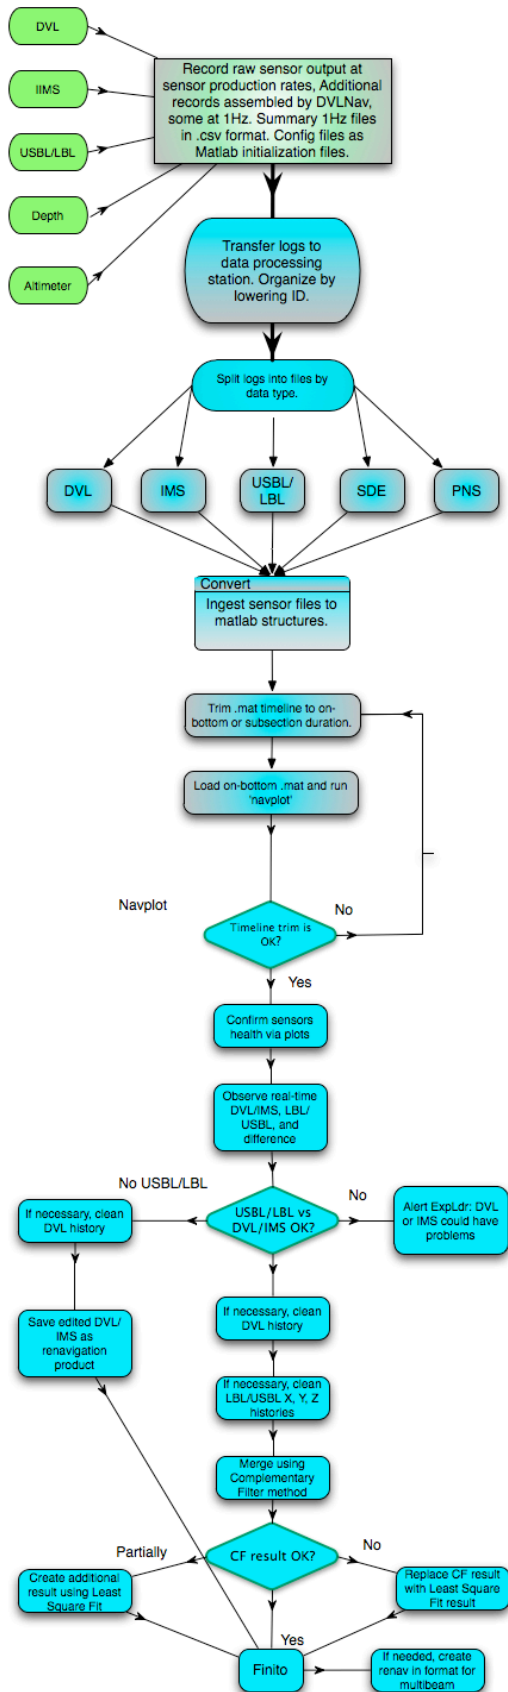 DVL
IIMS
USBL/LBL
Depth
Altimeter
Record raw sensor output at
sensor production rates, Additional
records assembled by DVLNav,
some at 1Hz. Summary 1Hz files
in .csv format. Config files as
Matlab initialization files.
Transfer logs to
data processing
station. Organize by
lowering ID.
Split logs into files by
data type.
DVL
IMS
USBL/
LBL
SDE
PNS
Convert
Ingest sensor files to
matlab structures.
Trim .mat timeline to on-
bottom or subsection duration.
Load on-bottom .mat and run
'navplot'
Navplot
No
Timeline trim is
OK?
Yes
Confirm sensors
health via plots
Observe real-time
DVL/IMS, LBL/
USBL, and
difference
No USBL/LBL
No
If necessary, clean
DVL history
USBL/LBL vs
DVL/IMS OK?
Alert ExpLdr: DVL
or IMS could have
problems
Save edited DVL/
IMS as
renavigation
product
If necessary, clean
DVL history
If necessary, clean
LBL/USBL X, Y, Z
histories
Merge using
Complementary
Filter method
Partially
CF result OK?
No
Create additional
result using Least
Square Fit
Replace CF result
with Least Square
Fit result
Yes
Finito
If needed, create
renav in format for
multibeam